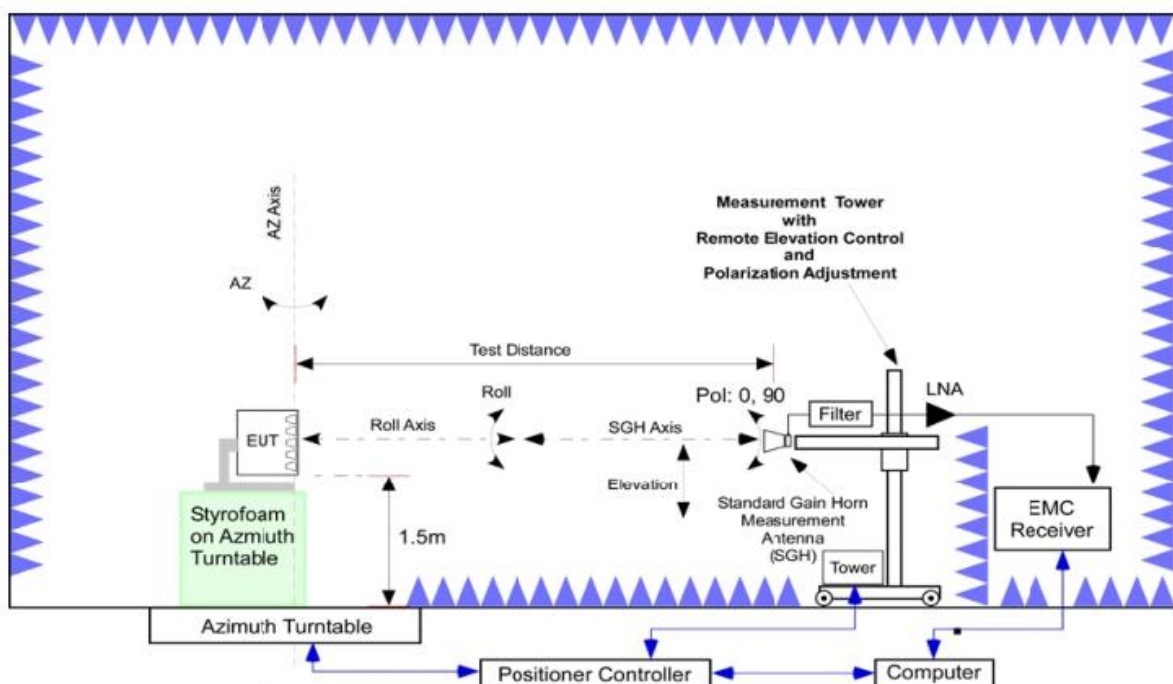 Measurement Tower
with
Remote Elevation Control
and
Polarization Adjustment
AZ Axis
AZ
Test Distance
Roll
Pol: 0, 90
LNA
Filter
EUT
Roll Axis
SGH Axis
Elevation
Standard Gain Horn
Measurement
Antenna
(SGH)
EMC
Receiver
Styrofoam
on Azmiuth
Turntable
1.5m
Tower
Azimuth Turntable
Positioner Controller
Computer